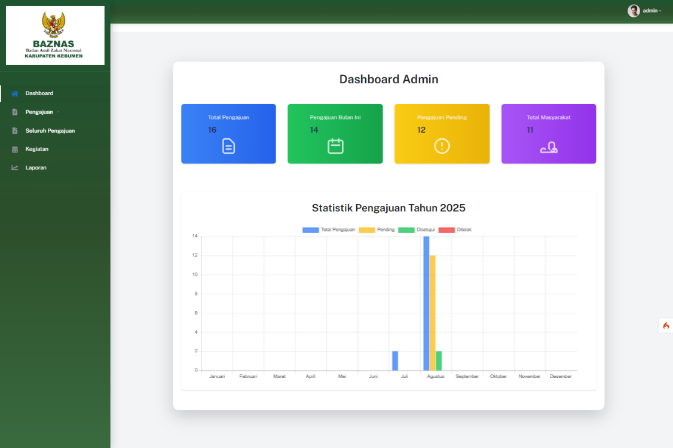 BAZNAS
Badan Amil Zakat Nasional
KABUPATEN KEBUMEN
admin
Dashboard
Pengajuan
Seluruh Pengajuan
Kegiatan
Laporan
Dashboard Admin
Total Pengajuan
16
Pengajuan Bulan Ini
14
Pengajuan Pending
12
Total Masyarakat
11
Statistik Pengajuan Tahun 2025
Total Pengajuan Pending Disetujui Ditolak
14
12
10
8
6
4
2
0
Januari Februari Maret April Mei Juni Juli Agustus September Oktober November Desember